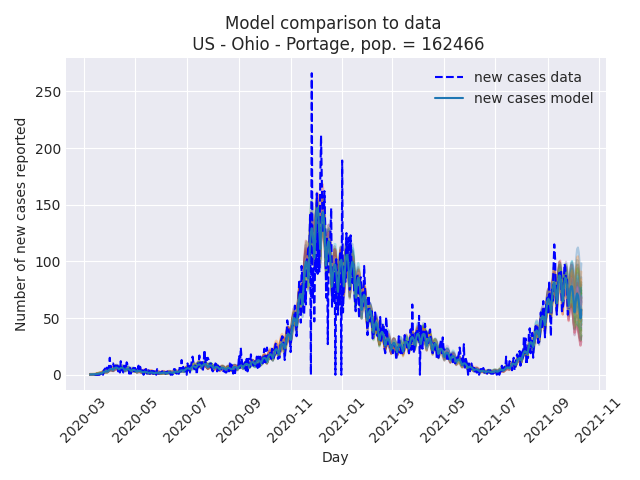 Model comparison to data
US - Ohio - Portage, pop. = 162466
new cases data
new cases model
Number of new cases reported
250
200
150
100
50
0
2020-03
2020-05
2020-07
2020-09
2020-11
2021-01
2021-03
2021-05
2021-07
2021-09
2021-11
Day